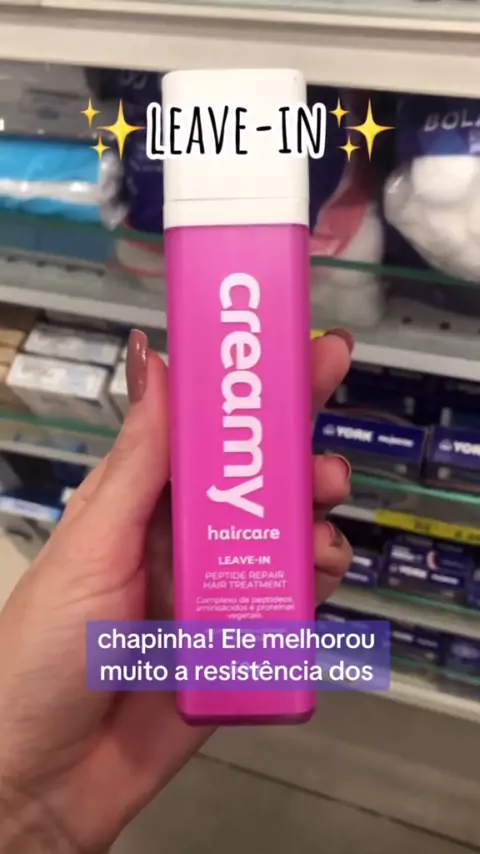 ✨LEAVE-IN✨
BOLA
creamy
haircare
LEAVE-IN
PEPTIDE REPAIR
HAIR TREATMENT
Complexo de peptídeos,
aminoácidos e proteínas
vegetais.
YORK
YORK
chapinha! Ele melhorou
muito a resistência dos